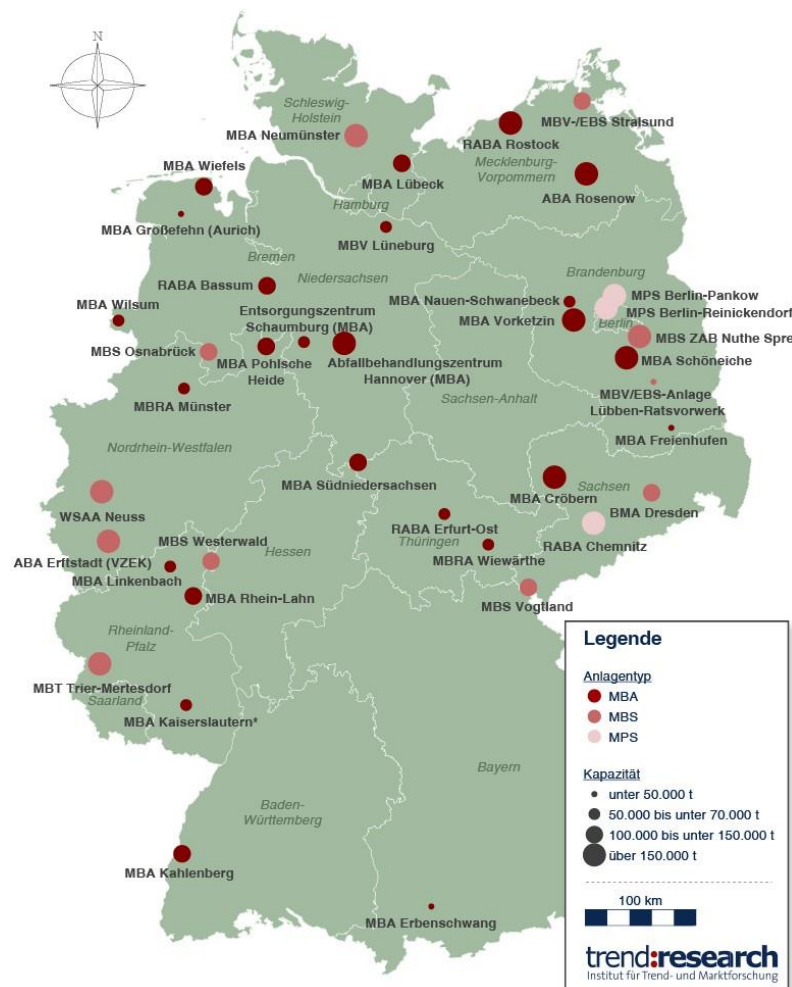 Schleswig-
Holstein
MBA Neumünster
MBV-/EBS Stralsund
RABA Rostock
Mecklenburg-
Vorpommern
MBA Wiefels
MBA Lübeck
ABA Rosenow
Hamburg
MBA Großefehn (Aurich)
MBV Lüneburg
Bremen
Niedersachsen
Brandenburg
RABA Bassum
MPS Berlin-Pankow
MBA Nauen-Schwanebeck
MPS Berlin-Reinickendorf
MBA Wilsum
Entsorgungszentrum
Schaumburg (MBA)
MBA Vorketzin
Berlin
MBS ZAB Nuthe Spre
MBS Osnabrück
MBA Pohlsche
Heide
Abfallbehandlungszentrum
Hannover (MBA)
MBA Schöneiche
MBRA Münster
Sachsen-Anhalt
MBV/EBS-Anlage
Lübben-Ratsvorwerk
MBA Freienhufen
Nordrhein-Westfalen
MBA Südniedersachsen
MBA Cröbern
Sachsen
WSAA Neuss
BMA Dresden
RABA Erfurt-Ost
MBS Westerwald
Hessen
Thüringen
RABA Chemnitz
ABA Erftstadt (VZEK)
MBRA Wiewärthe
MBA Linkenbach
MBA Rhein-Lahn
MBS Vogtland
Rheinland-
Pfalz
MBT Trier-Mertesdorf
Saarland
MBA Kaiserslautern*
Bayern
Baden-
Württemberg
MBA Kahlenberg
MBA Erbenschwang
Legende
Anlagentyp
MBA
MBS
MPS
Kapazität
unter 50.000 t
50.000 bis unter 70.000 t
100.000 bis unter 150.000 t
über 150.000 t
100 km
trend:research
Institut für Trend- und Marktforschung